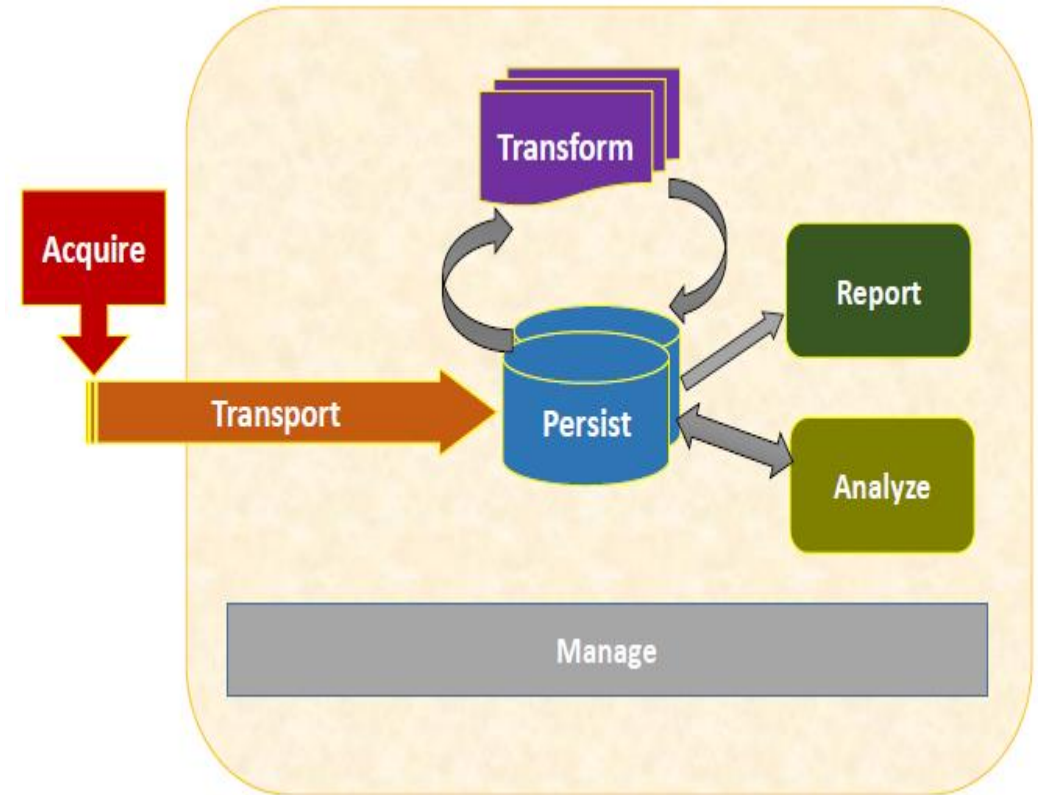 Transform
Acquire
Report
Transport
Persist
Analyze
Manage